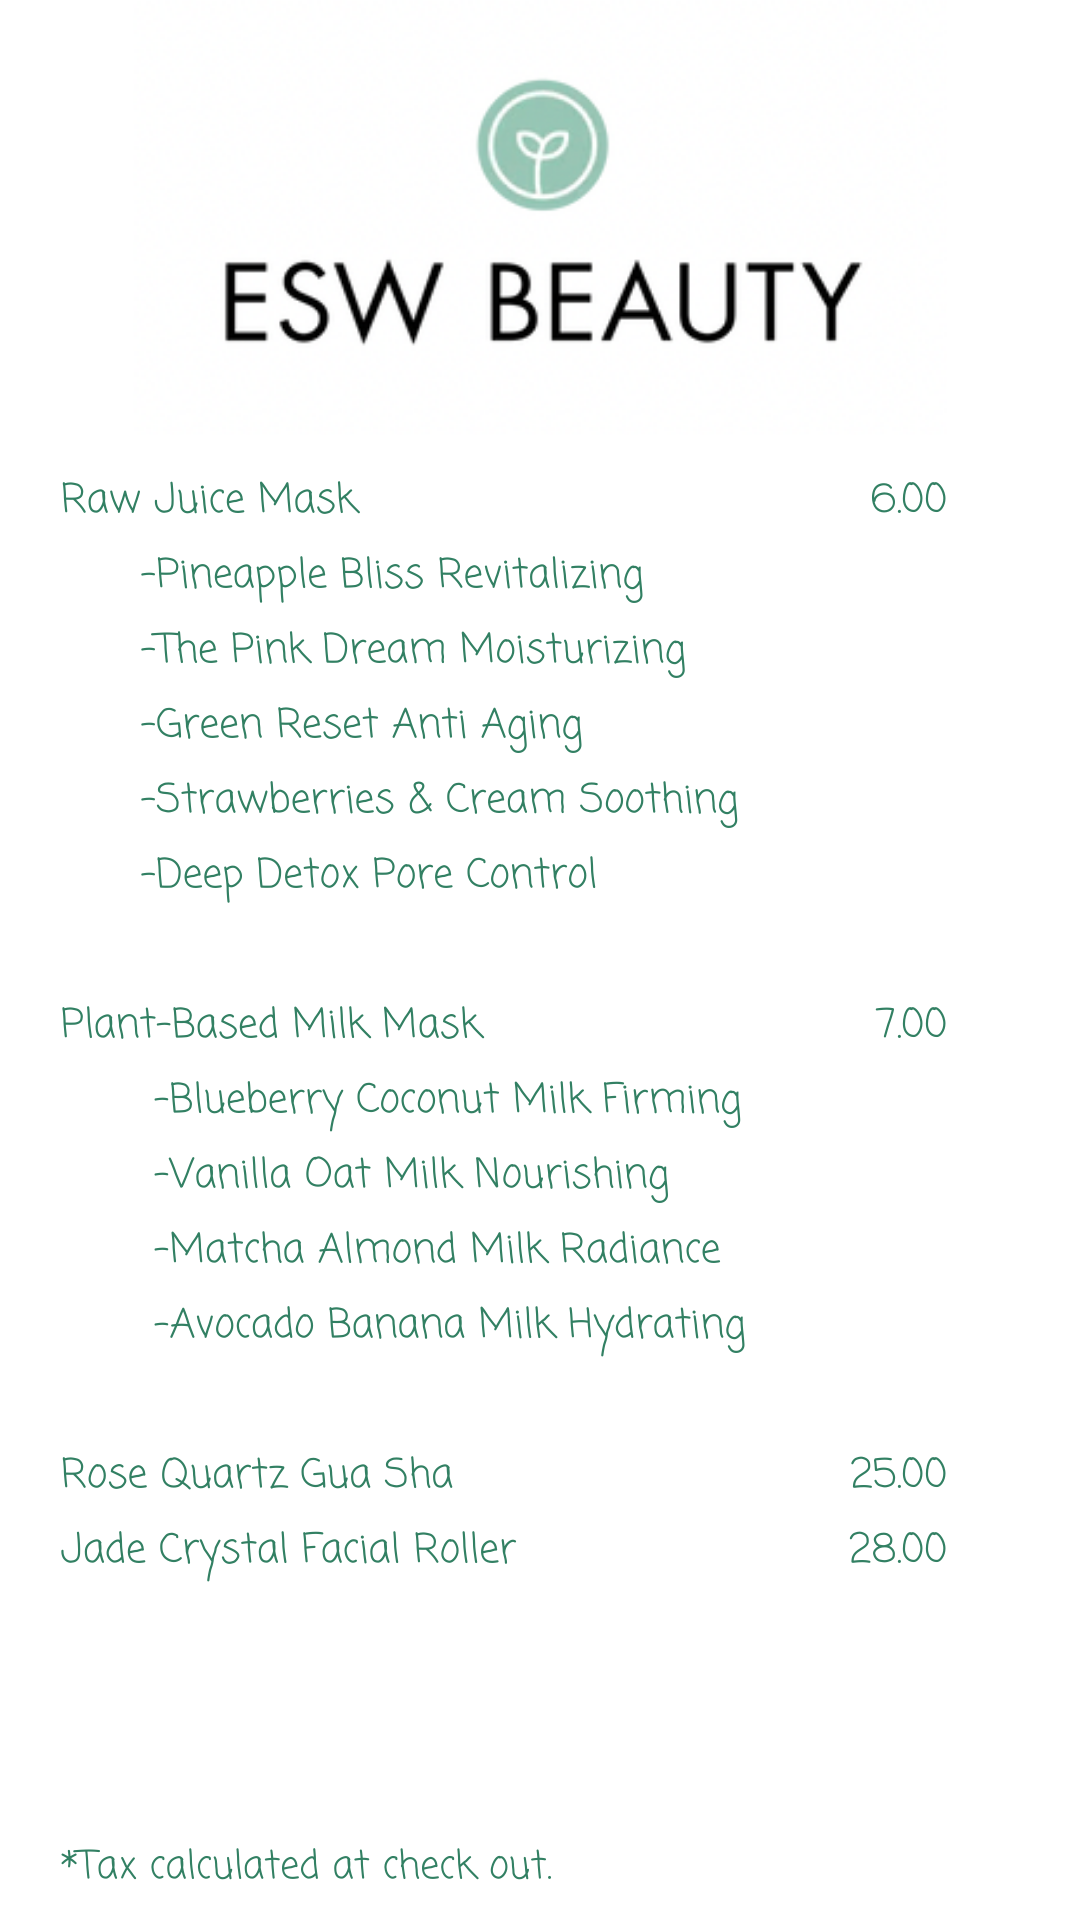 ESW BEAUTY
Raw Juice Mask 6.00
-Pineapple Bliss Revitalizing
-The Pink Dream Moisturizing
-Green Reset Anti Aging
-Strawberries & Cream Soothing
-Deep Detox Pore Control
Plant-Based Milk Mask 7.00
-Blueberry Coconut Milk Firming
-Vanilla Oat Milk Nourishing
-Matcha Almond Milk Radiance
-Avocado Banana Milk Hydrating
Rose Quartz Gua Sha 25.00
Jade Crystal Facial Roller 28.00
*Tax calculated at check out.